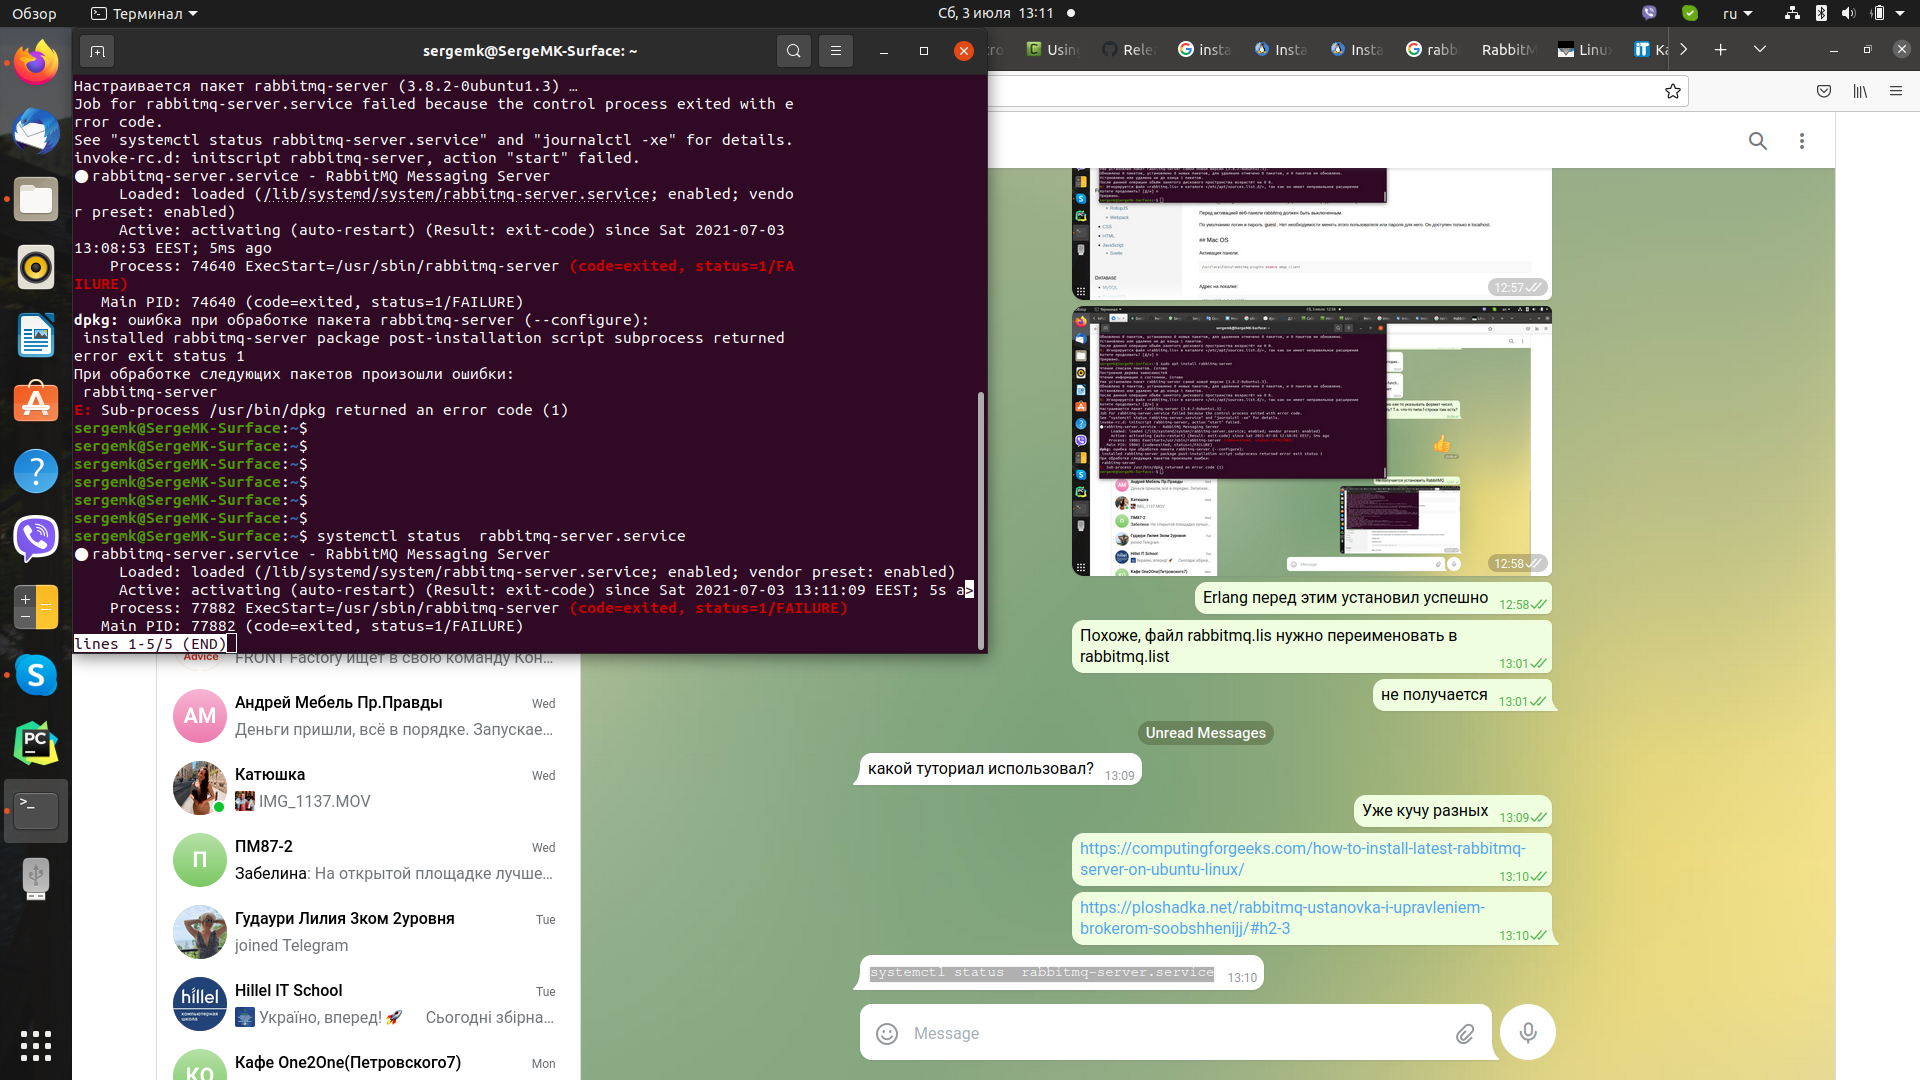 Обзор
Терминал
Сб, 3 июля 13:11
ru
sergemk@SergeMK-Surface: ~
Настраивается пакет rabbitmq-server (3.8.2-0ubuntu1.3) …
Job for rabbitmq-server.service failed because the control process exited with e
rror code.
See "systemctl status rabbitmq-server.service" and "journalctl -xe" for details.
invoke-rc.d: initscript rabbitmq-server, action "start" failed.
rabbitmq-server.service - RabbitMQ Messaging Server
Loaded: loaded (/lib/systemd/system/rabbitmq-server.service; enabled; vendo
r preset: enabled)
Active: activating (auto-restart) (Result: exit-code) since Sat 2021-07-03
13:08:53 EEST; 5ms ago
Process: 74640 ExecStart=/usr/sbin/rabbitmq-server (code=exited, status=1/FA
ILURE)
Main PID: 74640 (code=exited, status=1/FAILURE)
dpkg: ошибка при обработке пакета rabbitmq-server (--configure):
installed rabbitmq-server package post-installation script subprocess returned
error exit status 1
При обработке следующих пакетов произошли ошибки:
rabbitmq-server
E: Sub-process /usr/bin/dpkg returned an error code (1)
sergemk@SergeMK-Surface:~$
sergemk@SergeMK-Surface:~$
sergemk@SergeMK-Surface:~$
sergemk@SergeMK-Surface:~$
sergemk@SergeMK-Surface:~$
sergemk@SergeMK-Surface:~$
sergemk@SergeMK-Surface:~$ systemctl status  rabbitmq-server.service
rabbitmq-server.service - RabbitMQ Messaging Server
Loaded: loaded (/lib/systemd/system/rabbitmq-server.service; enabled; vendor preset: enabled)
Active: activating (auto-restart) (Result: exit-code) since Sat 2021-07-03 13:11:09 EEST; 5s a>
Process: 77882 ExecStart=/usr/sbin/rabbitmq-server (code=exited, status=1/FAILURE)
Main PID: 77882 (code=exited, status=1/FAILURE)
lines 1-5/5 (END)
Advice
FRONT Factory ищет в свою команду Кон...
AM
Андрей Мебель Пр.Правды
Wed
Деньги пришли, всё в порядке. Запускае...
Катюшка
Wed
IMG_1137.MOV
П
ПМ87-2
Wed
Забелина: На открытой площадке лучше...
Гудаури Лилия 3ком 2уровня
Tue
joined Telegram
hillel
Hillel IT School
Tue
Україно, вперед! Сьогодні збірна...
КО
Кафе One2One(Петровского7)
Mon
Using
Rele
insta
Insta
Insta
rabb
RabbitM
Linu
Ka
12:57
12:58
Erlang перед этим установил успешно 12:58
Похоже, файл rabbitmq.lis нужно переименовать в
rabbitmq.list
13:01
не получается 13:01
Unread Messages
какой туториал использовал? 13:09
Уже кучу разных 13:09
https://computingforgeeks.com/how-to-install-latest-rabbitmq-
server-on-ubuntu-linux/
13:10
https://ploshadka.net/rabbitmq-ustanovka-i-upravleniem-
brokerom-soobshhenijj/#h2-3
13:10
systemctl status  rabbitmq-server.service 13:10
Message